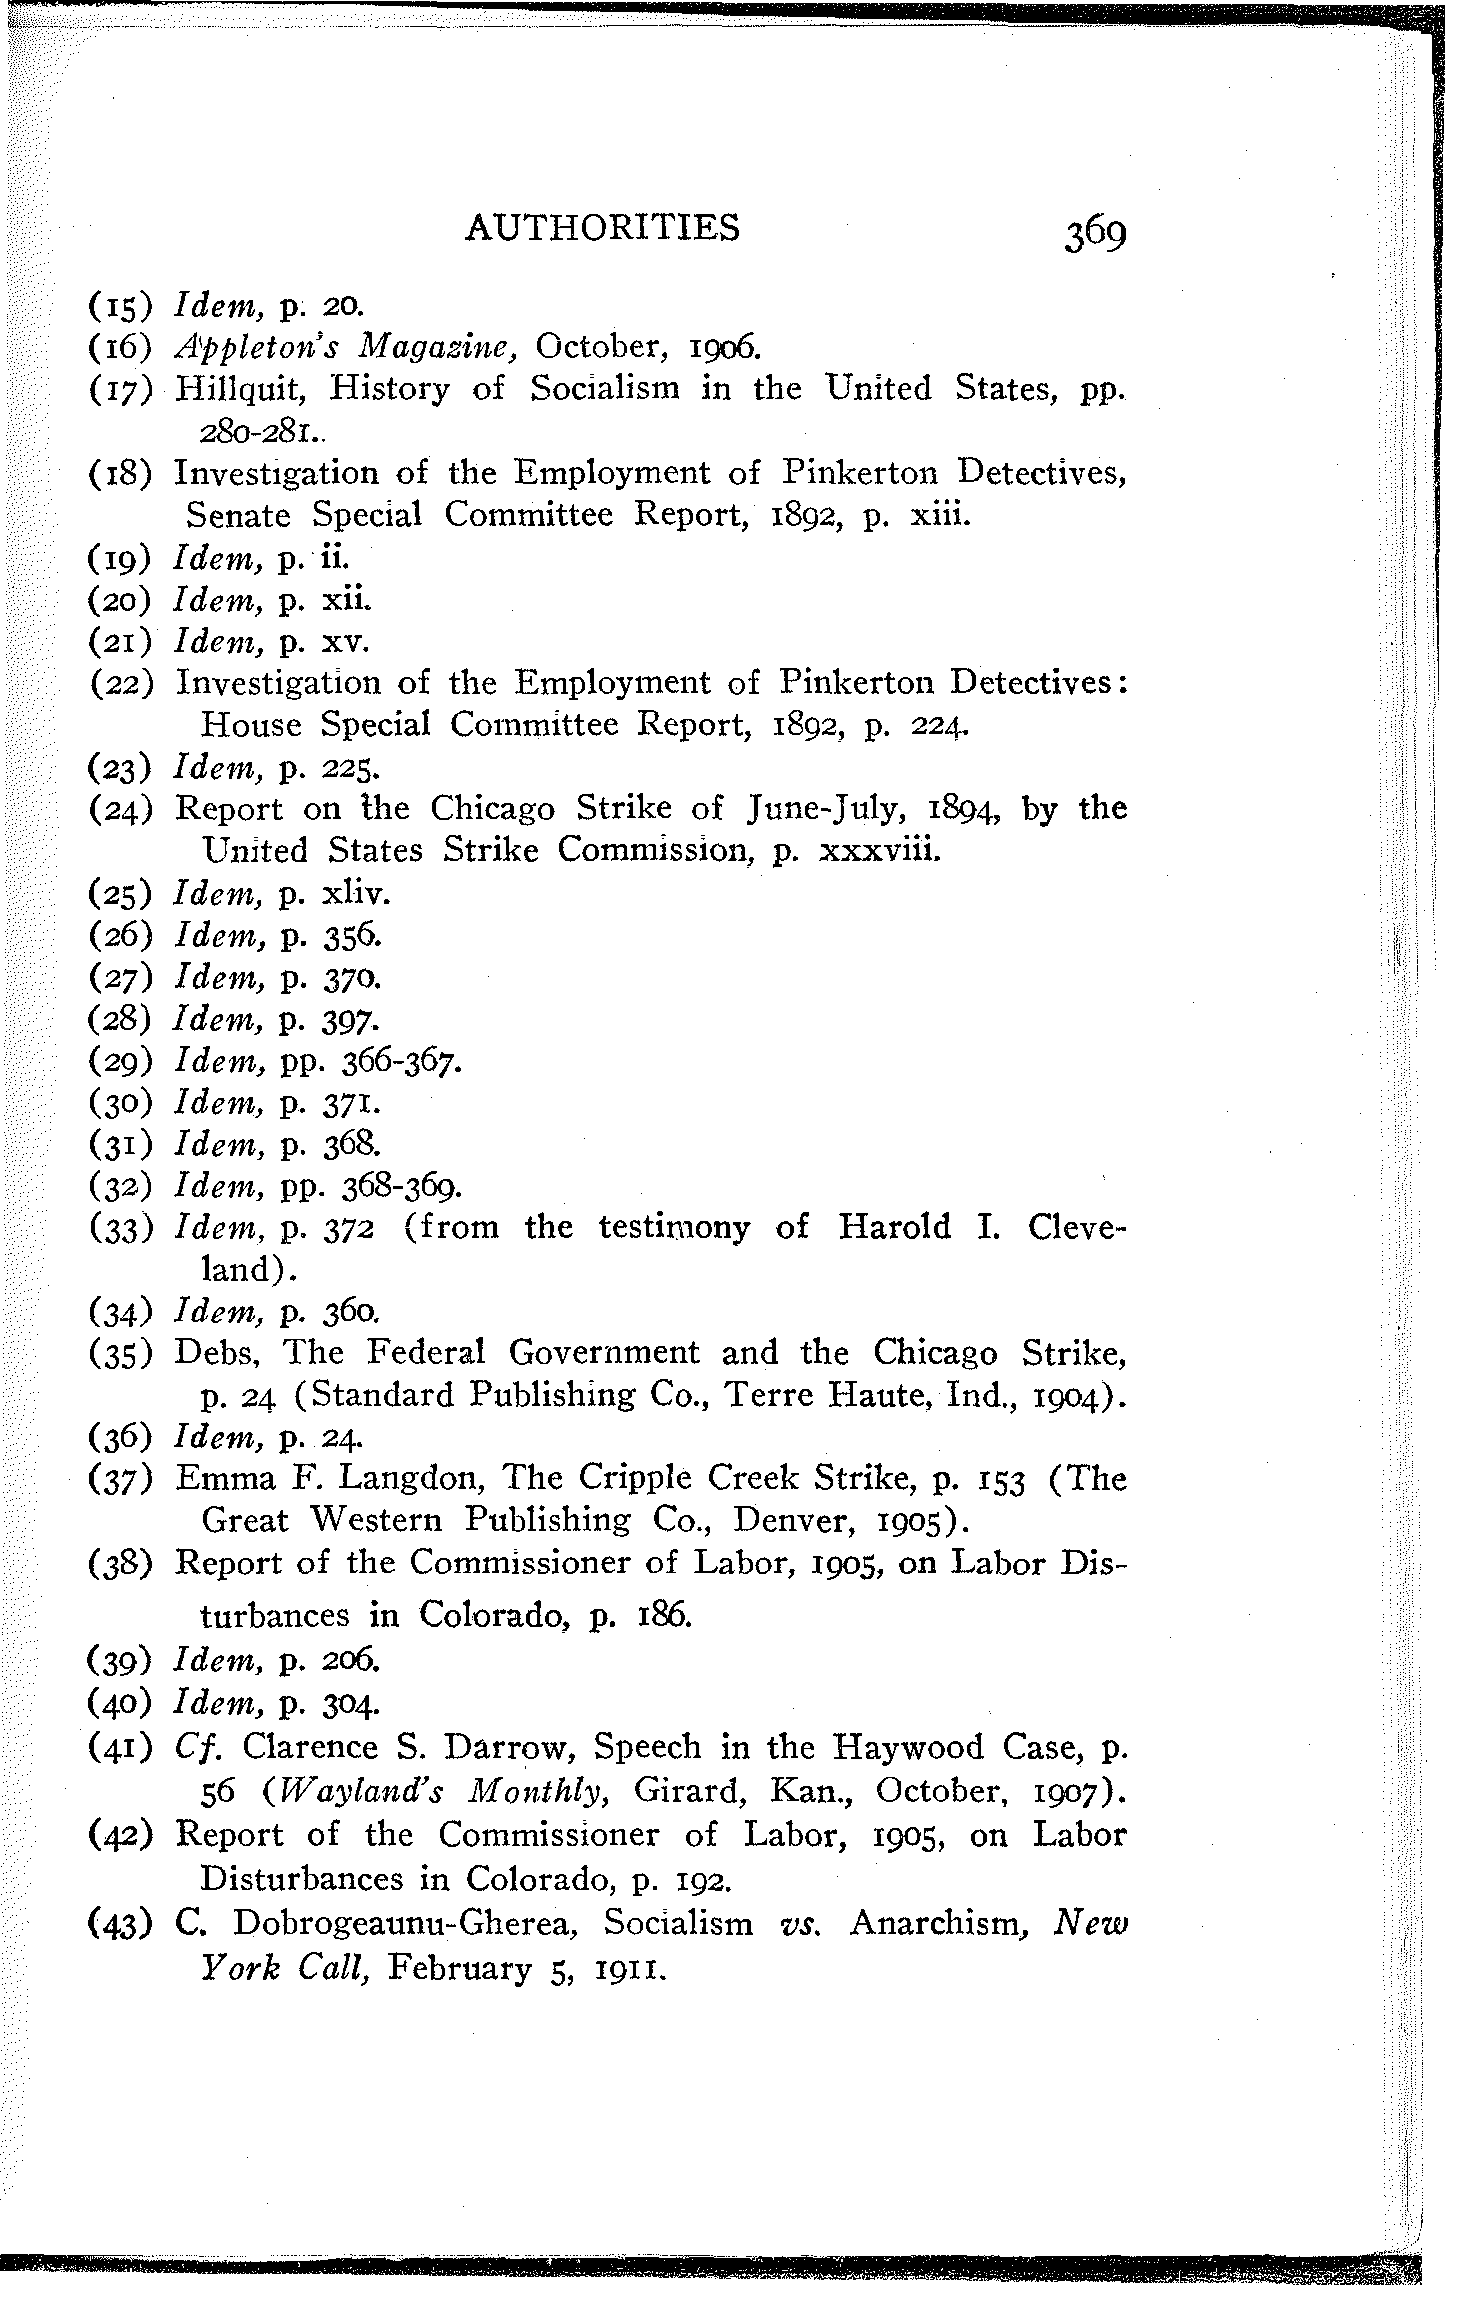 AUTHORITIES 369
(15) Idem, p. 20.
(16) Appleton's Magazine, October, 1906.
(17) Hillquit, History of Socialism in the United States, pp.
280-281..
(18) Investigation of the Employment of Pinkerton Detectives,
Senate Special Committee Report, 1892, p. xiii.
(19) Idem, p. ii.
(20) Idem, p. xii.
(21) Idem, p. xv.
(22) Investigation of the Employment of Pinkerton Detectives:
House Special Committee Report, 1892, p. 224.
(23) Idem, p. 225.
(24) Report on the Chicago Strike of June-July, 1894, by the
United States Strike Commission, p. xxxviii.
(25) Idem, p. xliv.
(26) Idem, p. 356.
(27) Idem, p. 370.
(28) Idem, p. 397.
(29) Idem, pp. 366-367.
(30) Idem, p. 371.
(31) Idem, p. 368.
(32) Idem, pp. 368-369.
(33) Idem, p. 372 (from the testimony of Harold I. Cleve-
land).
(34) Idem, p. 360.
(35) Debs, The Federal Government and the Chicago Strike,
p. 24 (Standard Publishing Co., Terre Haute, Ind., 1904).
(36) Idem, p. 24.
(37) Emma F. Langdon, The Cripple Creek Strike, p. 153 (The
Great Western Publishing Co., Denver, 1905).
(38) Report of the Commissioner of Labor, 1905, on Labor Dis-
turbances in Colorado, p. 186.
(39) Idem, p. 206.
(40) Idem, p. 304.
(41) Cf. Clarence S. Darrow, Speech in the Haywood Case, p.
56 (Wayland's Monthly, Girard, Kan., October, 1907).
(42) Report of the Commissioner of Labor, 1905, on Labor
Disturbances in Colorado, p. 192.
(43) C. Dobrogeaunu-Gherea, Socialism vs. Anarchism, New
York Call, February 5, 1911.